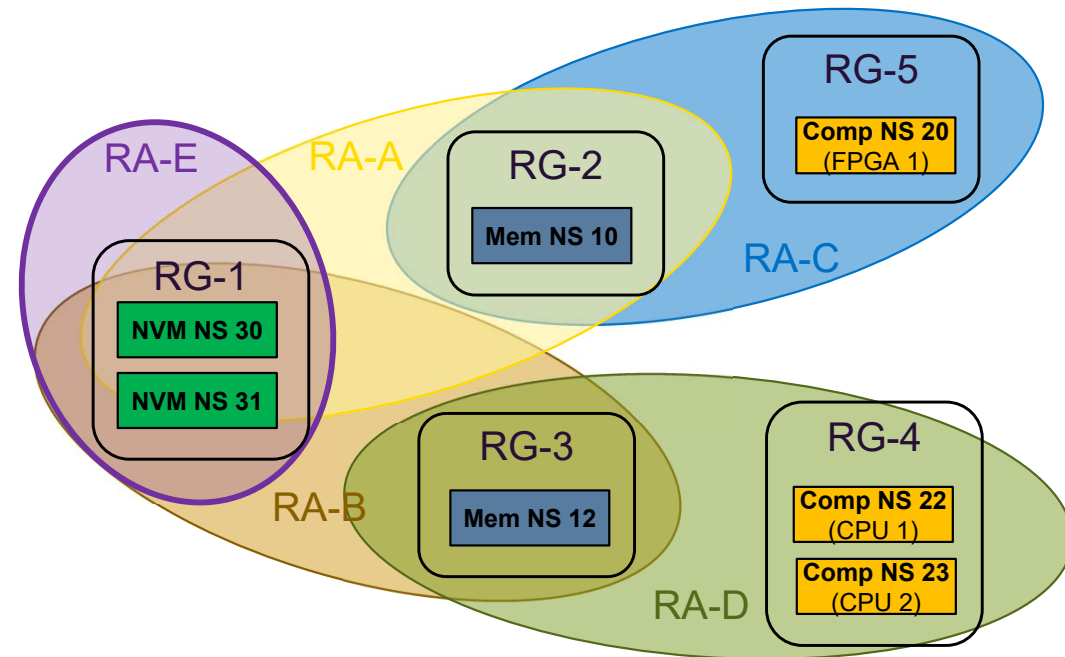 RG-5
Comp NS 20
(FPGA 1)
RA-E
RA-A
RG-2
Mem NS 10
RA-C
RG-1
NVM NS 30
NVM NS 31
RG-3
Mem NS 12
RA-B
RG-4
Comp NS 22
(CPU 1)
Comp NS 23
(CPU 2)
RA-D